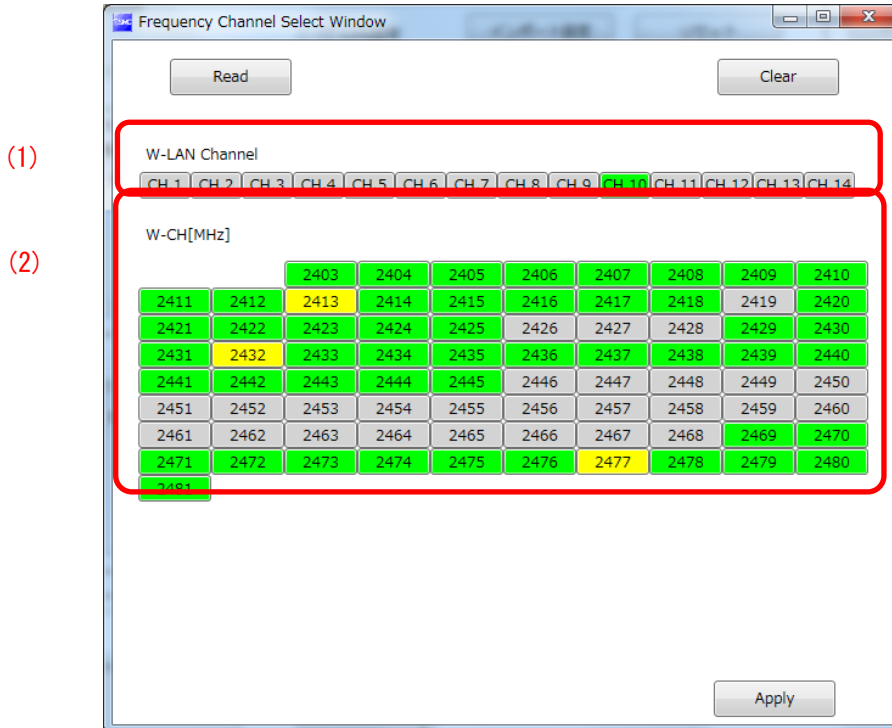 Frequency Channel Select Window
Read Clear
(1)
W-LAN Channel
CH 1 CH 2 CH 3 CH 4 CH 5 CH 6 CH 7 CH 8 CH 9 CH 10 CH 11 CH 12 CH 13 CH 14
(2)
W-CH[MHz]
2403 2404 2405 2406 2407 2408 2409 2410
2411 2412 2413 2414 2415 2416 2417 2418 2419 2420
2421 2422 2423 2424 2425 2426 2427 2428 2429 2430
2431 2432 2433 2434 2435 2436 2437 2438 2439 2440
2441 2442 2443 2444 2445 2446 2447 2448 2449 2450
2451 2452 2453 2454 2455 2456 2457 2458 2459 2460
2461 2462 2463 2464 2465 2466 2467 2468 2469 2470
2471 2472 2473 2474 2475 2476 2477 2478 2479 2480
2481
Apply